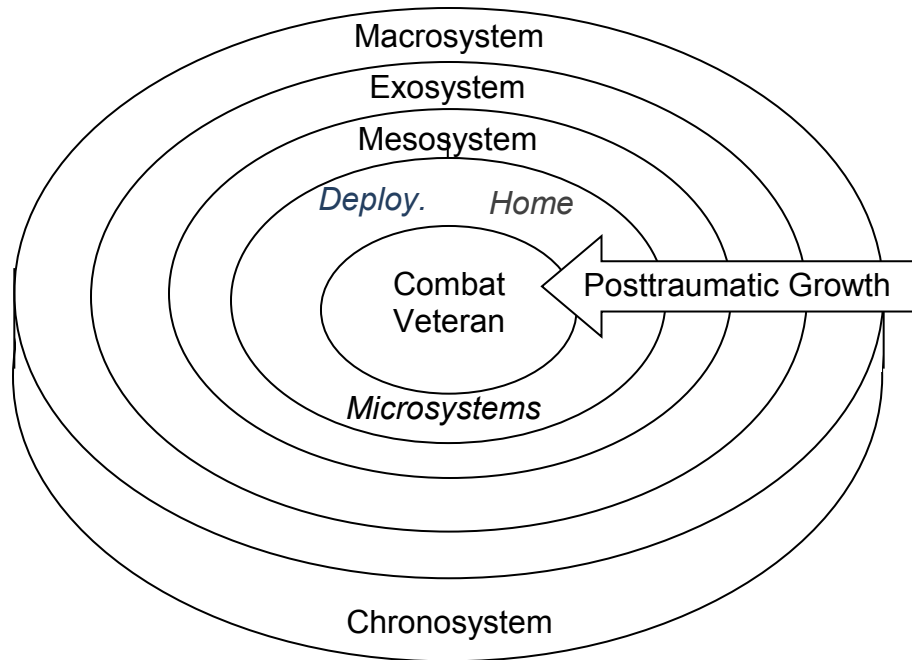 Macrosystem
Exosystem
Mesosystem
Deploy. Home
Combat
Veteran
Posttraumatic Growth
Microsystems
Chronosystem